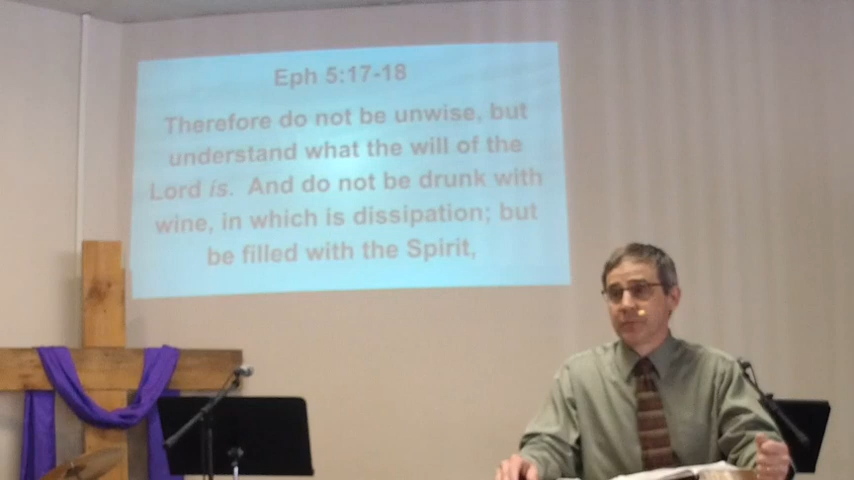 Eph 5:17-18
Therefore do not be unwise, but
understand what the will of the
Lord is. And do not be drunk with
wine, in which is dissipation; but
be filled with the Spirit,